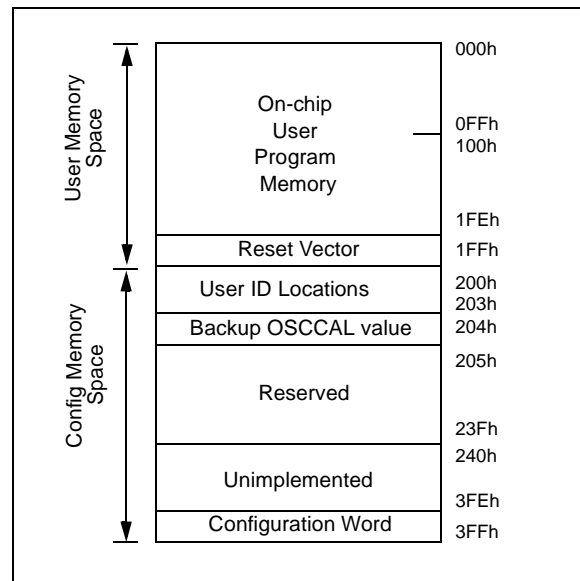 User Memory
Space
Config Memory
Space
On-chip
User
Program
Memory
Reset Vector
User ID Locations
Backup OSCCAL value
Reserved
Unimplemented
Configuration Word
000h
0FFh
100h
1FEh
1FFh
200h
203h
204h
205h
23Fh
240h
3FEh
3FFh